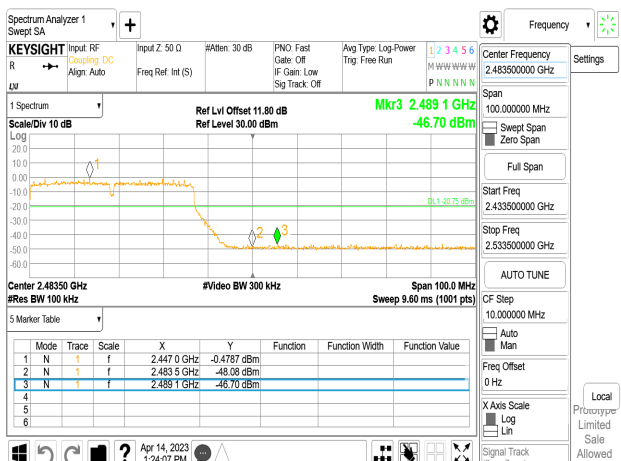 Spectrum Analyzer 1
Swept SA
Frequency
KEYSIGHT
R
Input: RF
Coupling: DC
Align: Auto
Input Z: 50 Ω
Freq Ref: Int (S)
#Atten: 30 dB
PNO: Fast
Gate: Off
IF Gain: Low
Sig Track: Off
Avg Type: Log-Power
Trig: Free Run
1 2 3 4 5 6
M W W W W W
P N N N N N
1 Spectrum
Scale/Div 10 dB
Ref Lvl Offset 11.80 dB
Ref Level 30.00 dBm
Mkr3 2.489 1 GHz
-46.70 dBm
Log
20.0
10.0
0.00
-10.0
-20.0
-30.0
-40.0
-50.0
-60.0
1
2
3
DL1 -20.75 dBm
Center 2.48350 GHz
#Res BW 100 kHz
#Video BW 300 kHz
Span 100.0 MHz
Sweep 9.60 ms (1001 pts)
5 Marker Table
Mode Trace Scale X Y Function Function Width Function Value
1 N 1 f 2.447 0 GHz -0.4787 dBm
2 N 1 f 2.483 5 GHz -48.08 dBm
3 N 1 f 2.489 1 GHz -46.70 dBm
4
5
6
Apr 14, 2023
1:24:07 PM
Center Frequency
2.483500000 GHz
Settings
Span
100.000000 MHz
Swept Span
Zero Span
Full Span
Start Freq
2.433500000 GHz
Stop Freq
2.533500000 GHz
AUTO TUNE
CF Step
10.000000 MHz
Auto
Man
Freq Offset
0 Hz
X Axis Scale
Log
Lin
Signal Track
Local
Prototype
Limited
Sale
Allowed